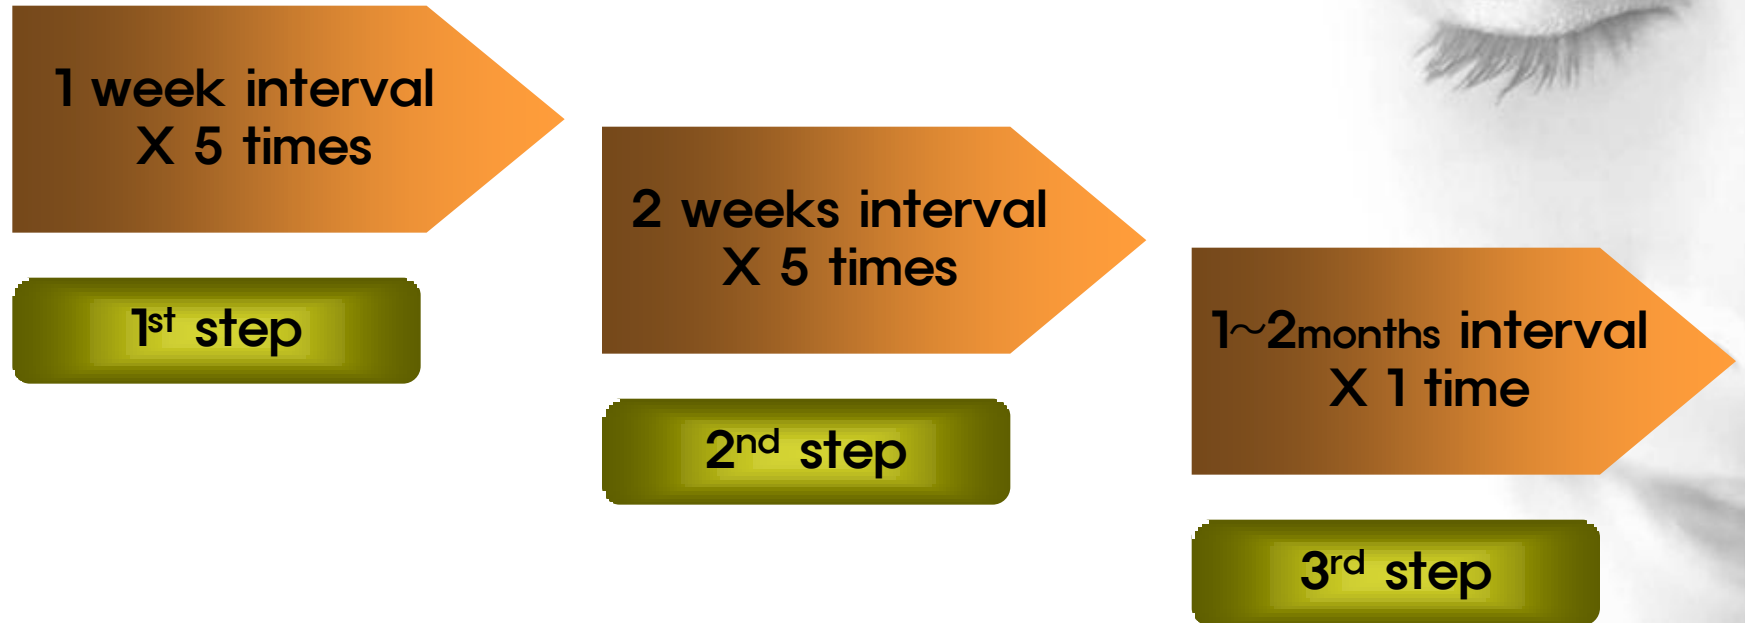 1 week interval
X 5 times
1st step
2 weeks interval
X 5 times
2nd step
1~2months interval
X 1 time
3rd step